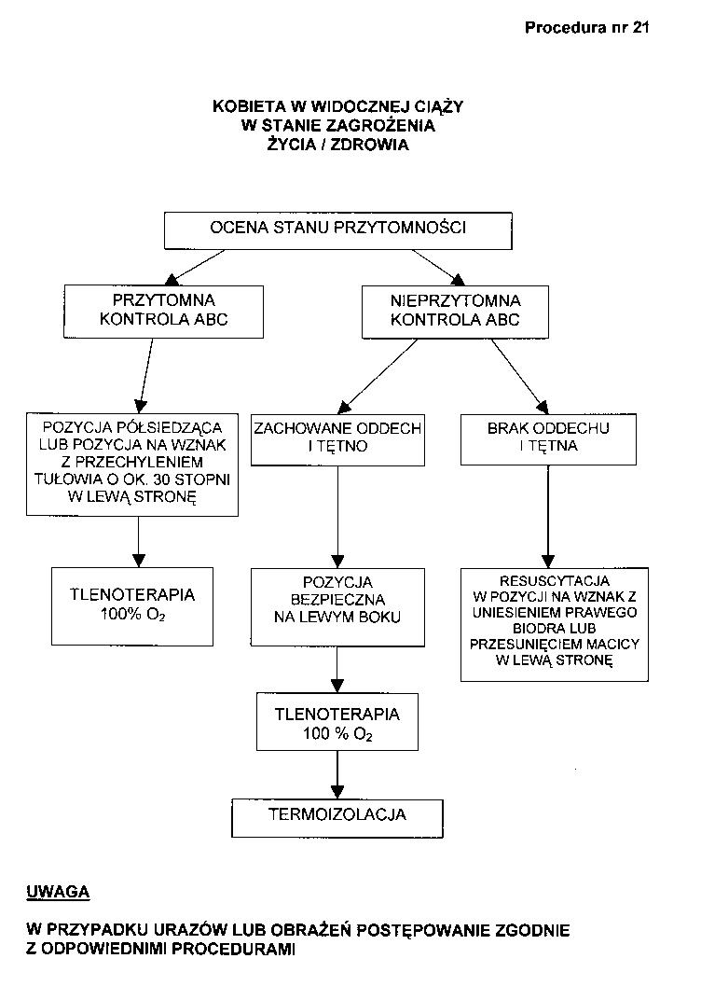 Procedura nr 21
KOBIETA W WIDOCZNEJ CIĄŻY
W STANIE ZAGROŻENIA
ŻYCIA / ZDROWIA
OCENA STANU PRZYTOMNOŚCI
PRZYTOMNA
KONTROLA ABC
NIEPRZYTOMNA
KONTROLA ABC
POZYCJA PÓŁSIEDZĄCA
LUB POZYCJA NA WZNAK
Z PRZECHYLENIEM
TUŁOWIA O OK. 30 STOPNI
W LEWĄ STRONĘ
ZACHOWANE ODDECH
I TĘTNO
BRAK ODDECHU
I TĘTNA
TLENOTERAPIA
100% O₂
POZYCJA
BEZPIECZNA
NA LEWYM BOKU
RESUSCYTACJA
W POZYCJI NA WZNAK Z
UNIESIENIEM PRAWEGO
BIODRA LUB
PRZESUNIĘCIEM MACICY
W LEWĄ STRONĘ
TLENOTERAPIA
100 % O₂
TERMOIZOLACJA
UWAGA
W PRZYPADKU URAZÓW LUB OBRAŻEŃ POSTĘPOWANIE ZGODNIE
Z ODPOWIEDNIMI PROCEDURAMI